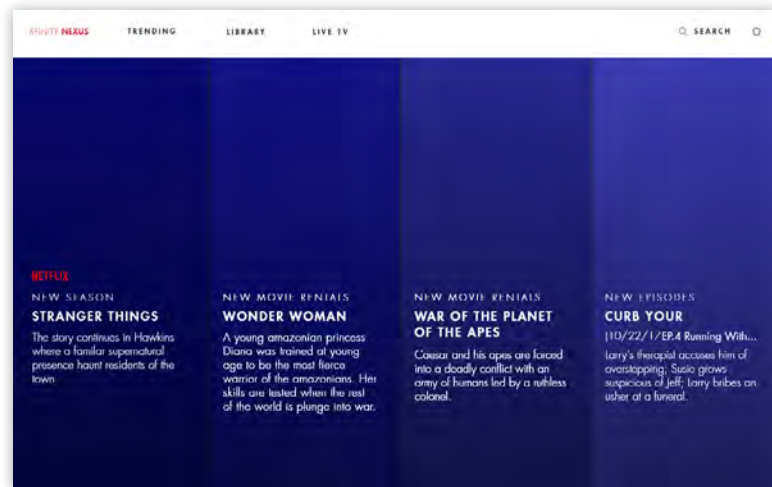 XFINITY NEXUS
TRENDING
LIBRARY
LIVE TV
SEARCH
NETFLIX
NEW SEASON
STRANGER THINGS
The story continues in Hawkins
where a familar supernatural
presence haunt residents of the
town
NEW MOVIE RENTALS
WONDER WOMAN
A young amazonian princess
Diana was trained at young
age to be the most fierce
warrior of the amazonians. Her
skills are tested when the rest
of the world is plunge into war.
NEW MOVIE RENTALS
WAR OF THE PLANET
OF THE APES
Caesar and his apes are forced
into a deadly conflict with an
army of humans led by a ruthless
colonel.
NEW EPISODES
CURB YOUR
(10/22/17EP.4 Running With...
Larry's therapist accuses him of
overstepping; Susie grows
suspicious of Jeff; Larry bribes an
usher at a funeral.